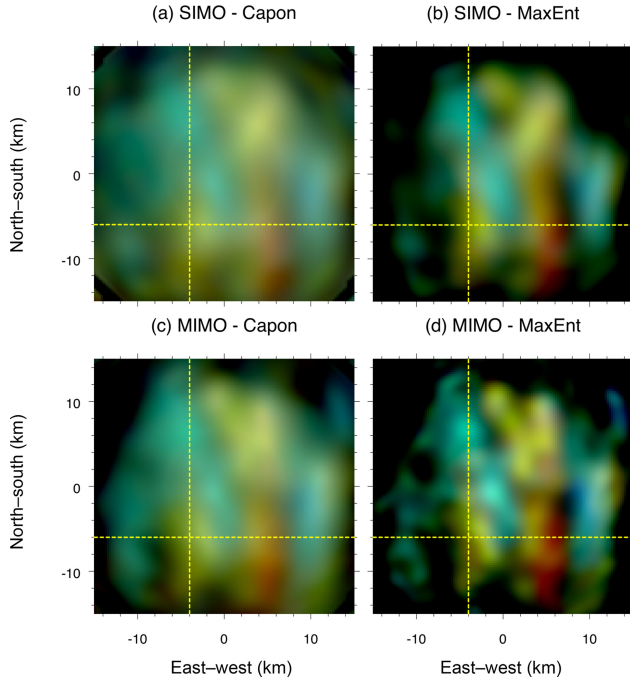 (a) SIMO - Capon
(b) SIMO - MaxEnt
10
0
-10
North–south (km)
(c) MIMO - Capon
(d) MIMO - MaxEnt
10
0
-10
North–south (km)
-10 0 10
-10 0 10
East–west (km)
East–west (km)